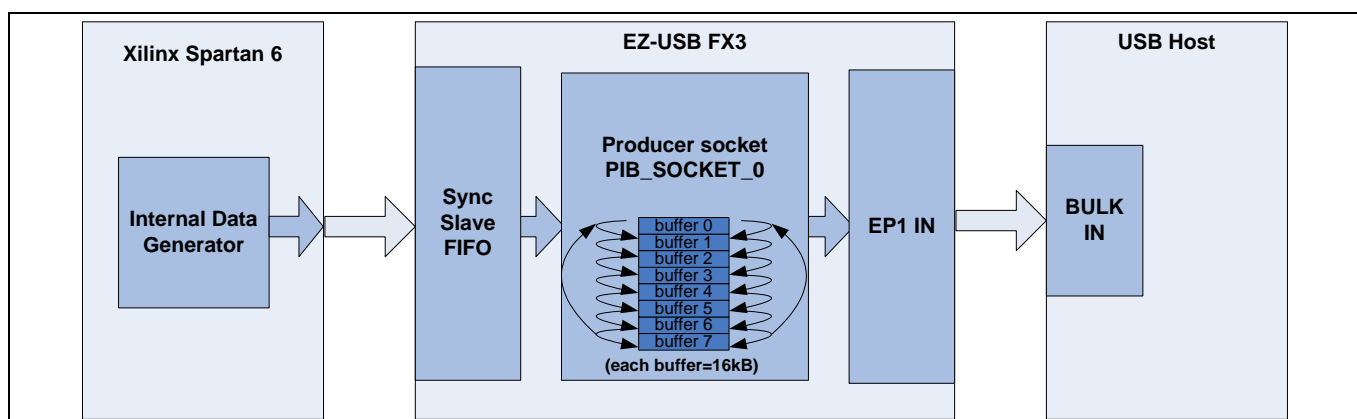 Xilinx Spartan 6
Internal Data
Generator
EZ-USB FX3
Sync
Slave
FIFO
Producer socket
PIB_SOCKET_0
buffer 0
buffer 1
buffer 2
buffer 3
buffer 4
buffer 5
buffer 6
buffer 7
(each buffer=16kB)
EP1 IN
USB Host
BULK
IN